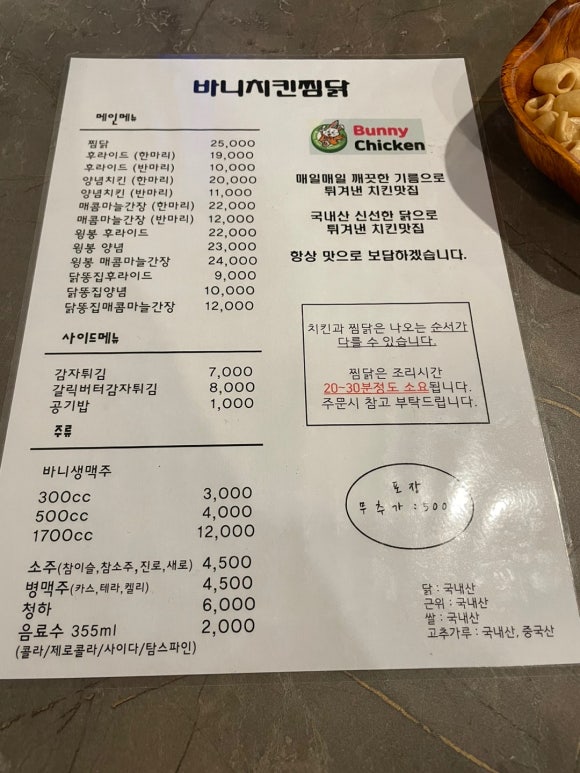 바니치킨찜닭
메인메뉴
찜닭 25,000
후라이드 (한마리) 19,000
후라이드 (반마리) 10,000
양념치킨 (한마리) 20,000
양념치킨 (반마리) 11,000
매콤마늘간장 (한마리) 22,000
매콤마늘간장 (반마리) 12,000
윙봉 후라이드 22,000
윙봉 양념 23,000
윙봉 매콤마늘간장 24,000
닭똥집후라이드 9,000
닭똥집양념 10,000
닭똥집매콤마늘간장 12,000
사이드메뉴
감자튀김 7,000
갈릭버터감자튀김 8,000
공기밥 1,000
주류
바니생맥주
300cc 3,000
500cc 4,000
1700cc 12,000
소주(참이슬,참소주,진로,새로) 4,500
병맥주(카스,테라,켈리) 4,500
청하 6,000
음료수 355ml 2,000
(콜라/제로콜라/사이다/탐스파인)
Bunny
Chicken
매일매일 깨끗한 기름으로
튀겨낸 치킨맛집
국내산 신선한 닭으로
튀겨낸 치킨맛집
항상 맛으로 보답하겠습니다.
치킨과 찜닭은 나오는 순서가
다를 수 있습니다.
찜닭은 조리시간
20~30분정도 소요됩니다.
주문시 참고 부탁드립니다.
포장
무 추가 : 500
닭 : 국내산
근위 : 국내산
쌀 : 국내산
고추가루 : 국내산, 중국산